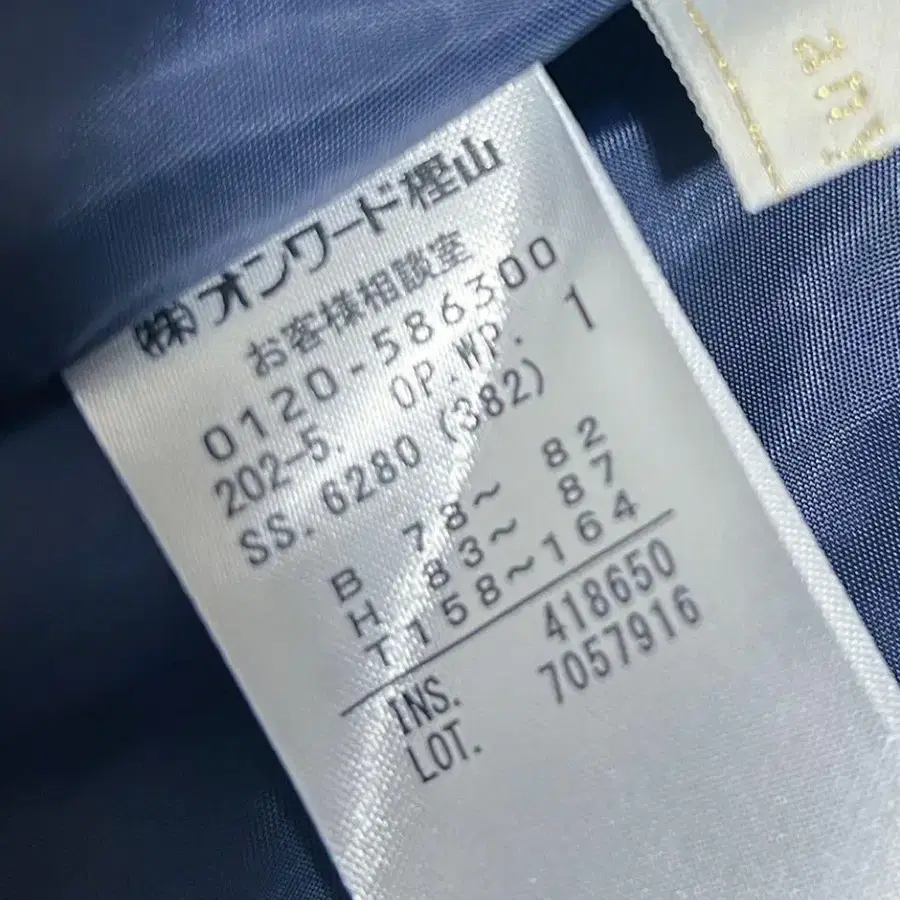 ㈱オンワード樫山
お客様相談室
0120-586300
202-5. OP.WP. 1
SS. 6280 (382)
B 78~ 82
H 83~ 87
T158~164
INS. 418650
LOT. 7057916